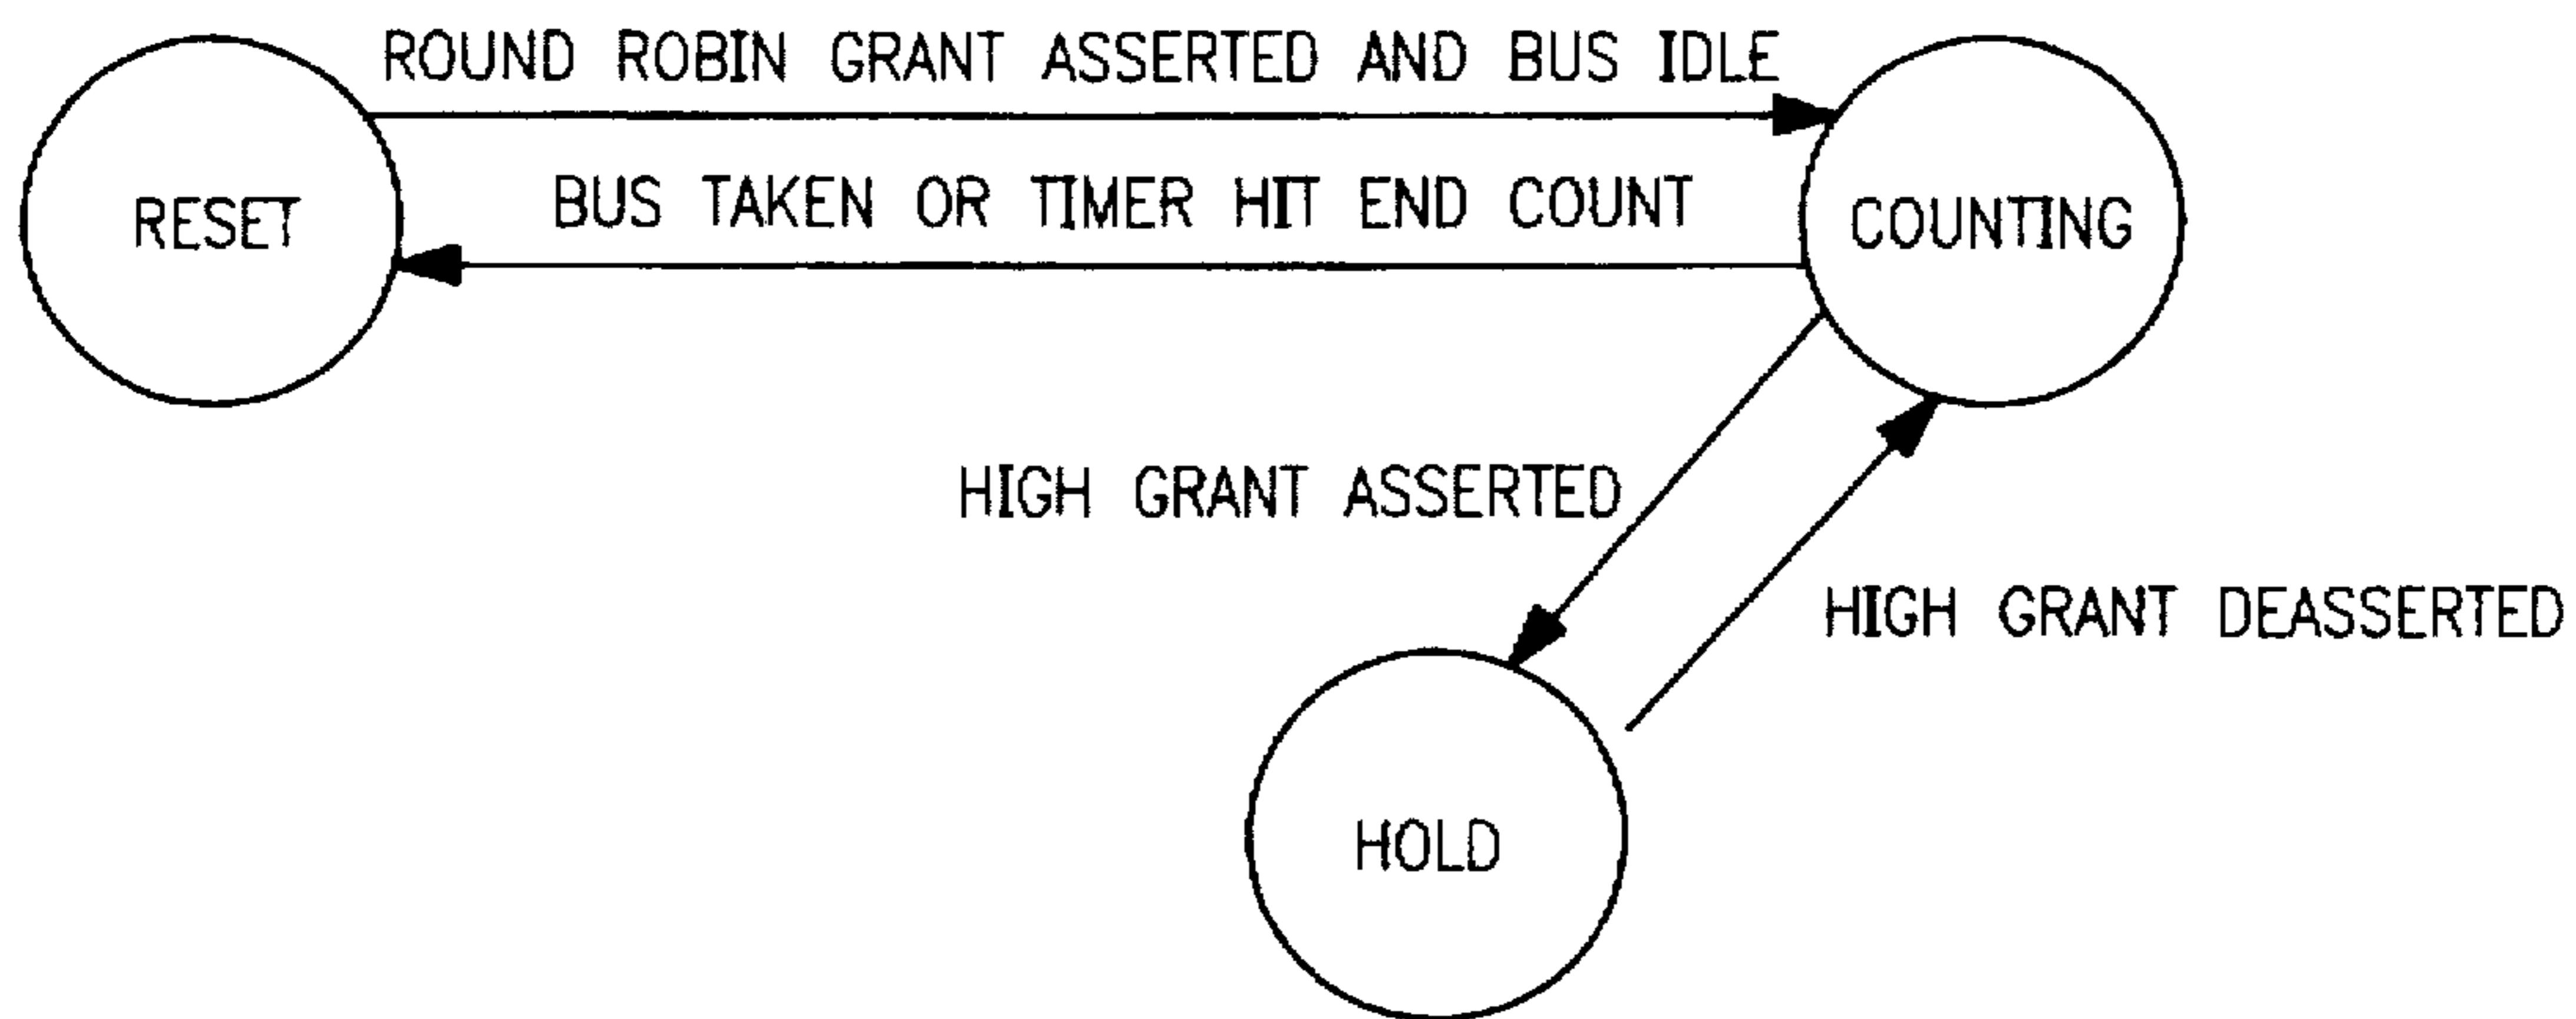 ROUND ROBIN GRANT ASSERTED AND BUS IDLE
RESET
BUS TAKEN OR TIMER HIT END COUNT
COUNTING
HIGH GRANT ASSERTED
HIGH GRANT DEASSERTED
HOLD